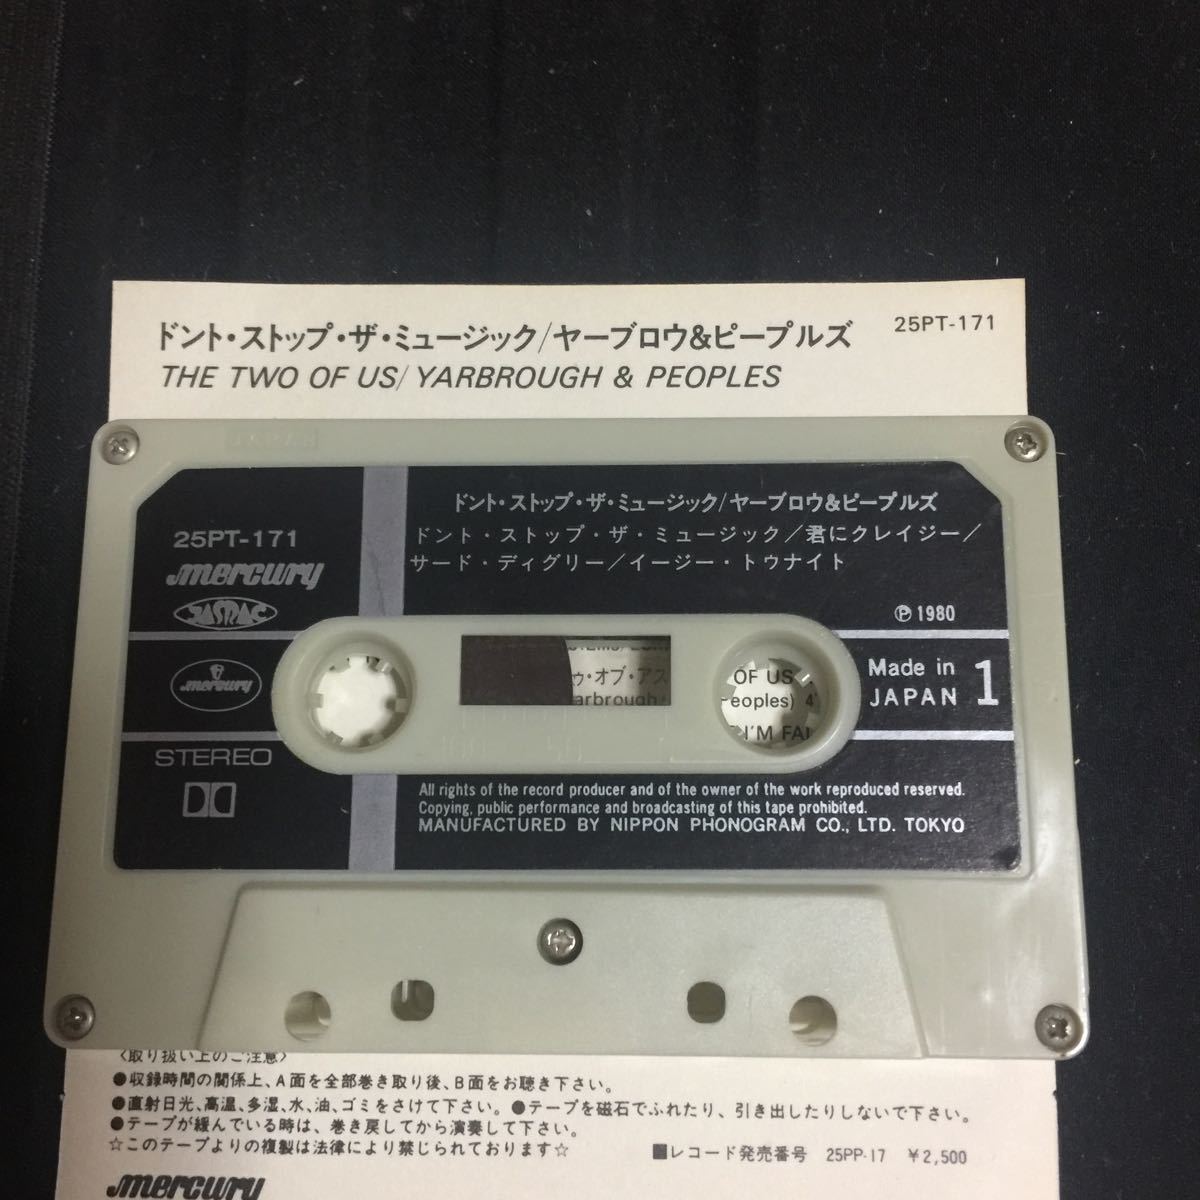 ドント・ストップ・ザ・ミュージック/ヤーブロウ&ピープルズ
25PT-171
THE TWO OF US/ YARBROUGH & PEOPLES
JAPAN
ドント・ストップ・ザ・ミュージック/ヤーブロウ&ピープルズ
ドント・ストップ・ザ・ミュージック/君にクレイジー/
サード・ディグリー/イージー・トゥナイト
25PT-171
mercury
JASRAC
℗ 1980
mercury
Made in
JAPAN 1
・オブ・アス
arbrough
OF US
eoples) 4'
I'M FAI
100 50
STEREO
All rights of the record producer and of the owner of the work reproduced reserved.
Copying, public performance and broadcasting of this tape prohibited.
MANUFACTURED BY NIPPON PHONOGRAM CO., LTD. TOKYO
〈取り扱い上のご注意〉
●収録時間の関係上、A面を全部巻き取り後、B面をお聴き下さい。
●直射日光、高温、多湿、水、油、ゴミをさけて下さい。●テープを磁石でふれたり、引き出したりしないで下さい。
●テープが緩んでいる時は、巻き戻してから演奏して下さい。
☆このテープよりの複製は法律により禁じられております☆
■レコード発売番号 25PP-17 ¥2,500
mercury